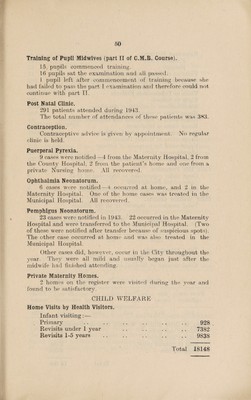 50
Training of Pupil Midwives (part II of C.M.B. Course).
15 pupils commenced training.
16 pupils sat the examination and all passed.
1 pupil left after commencement of training because she
had failed to pass the part I examination and therefore could not
continue with part II.
Post Natal Clinic.
291 patients attended during 1943.
The total number of attendances of these patients was 383.
Contraception.
Contraceptive advice is given by appointment. No regular
clinic is held.
Puerperal Pyrexia.
9 cases were notified—4 from the Maternity Hospital, 2 from
the County Hospital, 2 from the patient's home and one from a
private Nursing home. All recovered.
Ophthalmia Neonatorum.
6 cases were notified—4 occurred at home, and 2 in the
Maternity Hospital. One of the home cases was treated in the
Municipal Hospital. All recovered.
Pemphigus Neonatorum.
23 cases were notified in 1943. 22 occurred in the Maternity
Hospital and were transferred to the Municipal Hospital. (Two
of these were notified after transfer because of suspicious spots).
The other case occurred at home and was also treated in the
Municipal Hospital.
Other cases did, however, occur in the City throughout the
year. They were all mild and usually began just after the
midwife had finished attending.
Private Maternity Homes.
2 homes on the register were visited during the year and
found to be satisfactory.
CHILD WELFARE
Home Visits by Health Visitors.
Infant visiting:—
Primary .. .. .. .. .. 928
Revisits under 1 year .. .. .. .. 7382
Revisits 1-5 years .. .. .. .. 9838
Total 18148